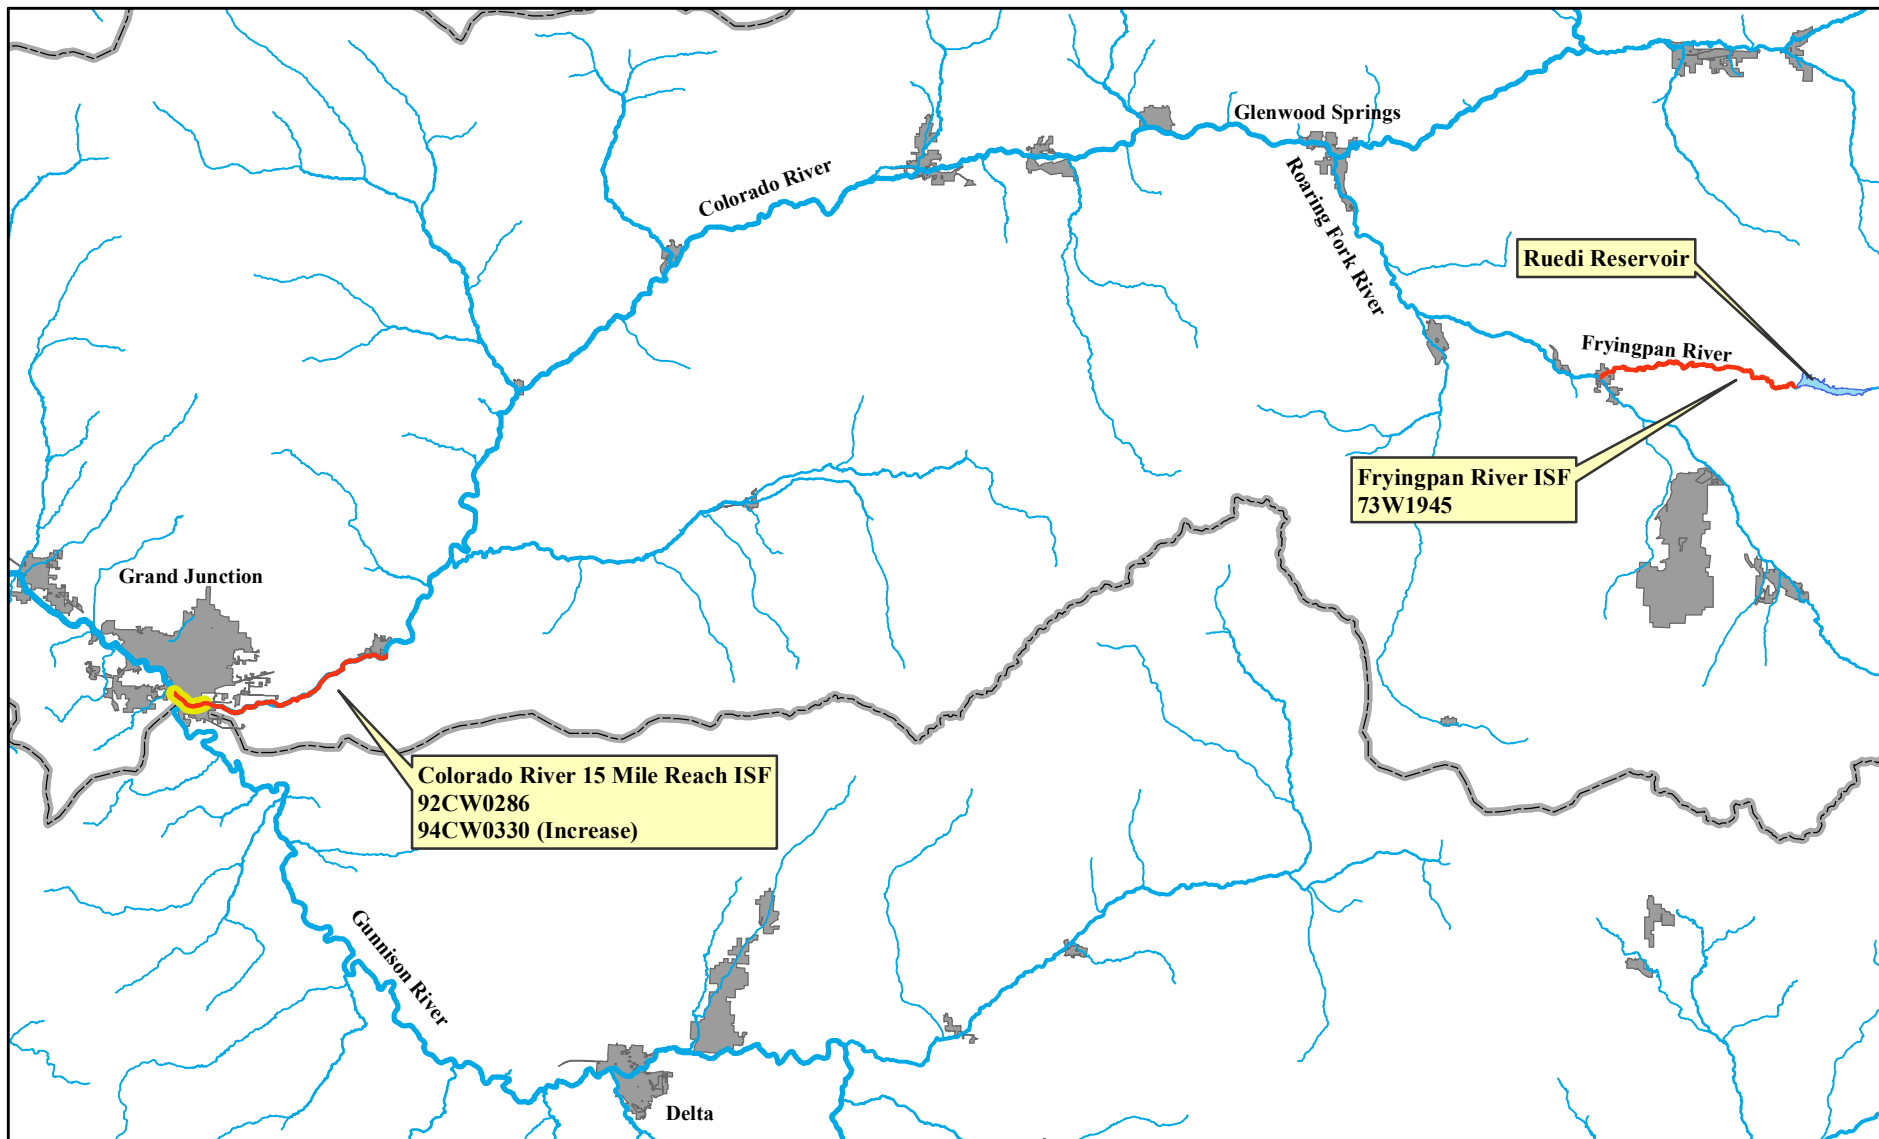 Glenwood Springs
Colorado River
Roaring Fork River
Ruedi Reservoir
Fryingpan River
Fryingpan River ISF
73W1945
Grand Junction
Colorado River 15 Mile Reach ISF
92CW0286
94CW0330 (Increase)
Gunnison River
Delta